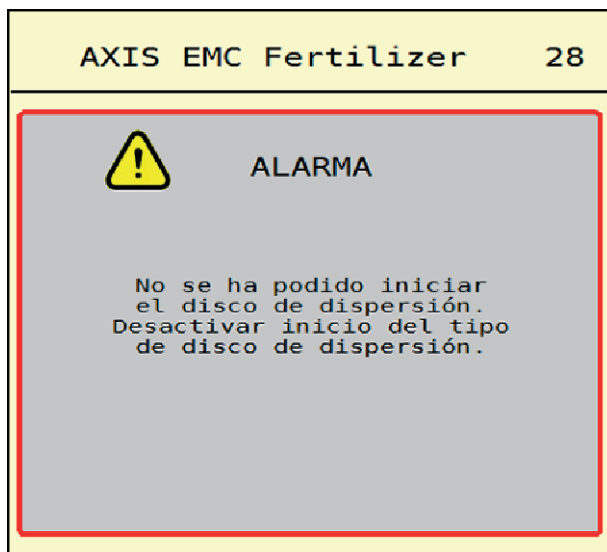 AXIS EMC Fertilizer 28
ALARMA
No se ha podido iniciar
el disco de dispersión.
Desactivar inicio del tipo
de disco de dispersión.